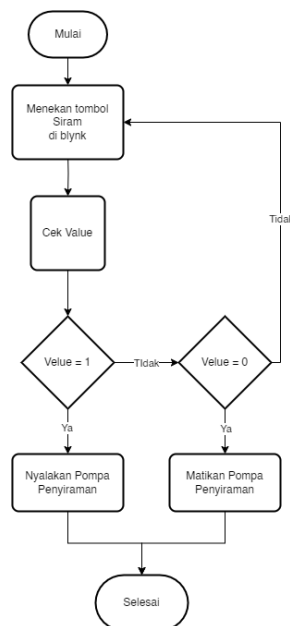 Mulai
Menekan tombol
Siram
di blynk
Cek Value
Tidak
Velue = 1
TIdak
Velue = 0
Ya
Ya
Nyalakan Pompa
Penyiraman
Matikan Pompa
Penyiraman
Selesai